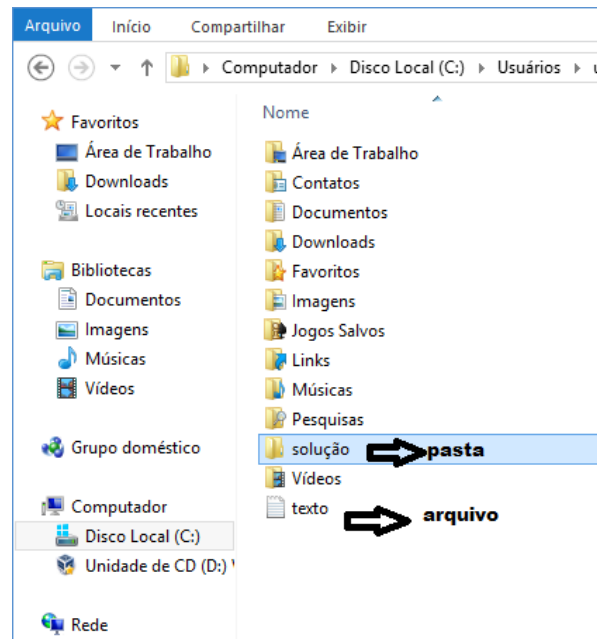 Arquivo Início Compartilhar Exibir
Computador Disco Local (C:) Usuários
Favoritos
Área de Trabalho
Downloads
Locais recentes
Bibliotecas
Documentos
Imagens
Músicas
Vídeos
Grupo doméstico
Computador
Disco Local (C:)
Unidade de CD (D:)
Rede
Nome
Área de Trabalho
Contatos
Documentos
Downloads
Favoritos
Imagens
Jogos Salvos
Links
Músicas
Pesquisas
solução pasta
Vídeos
texto arquivo